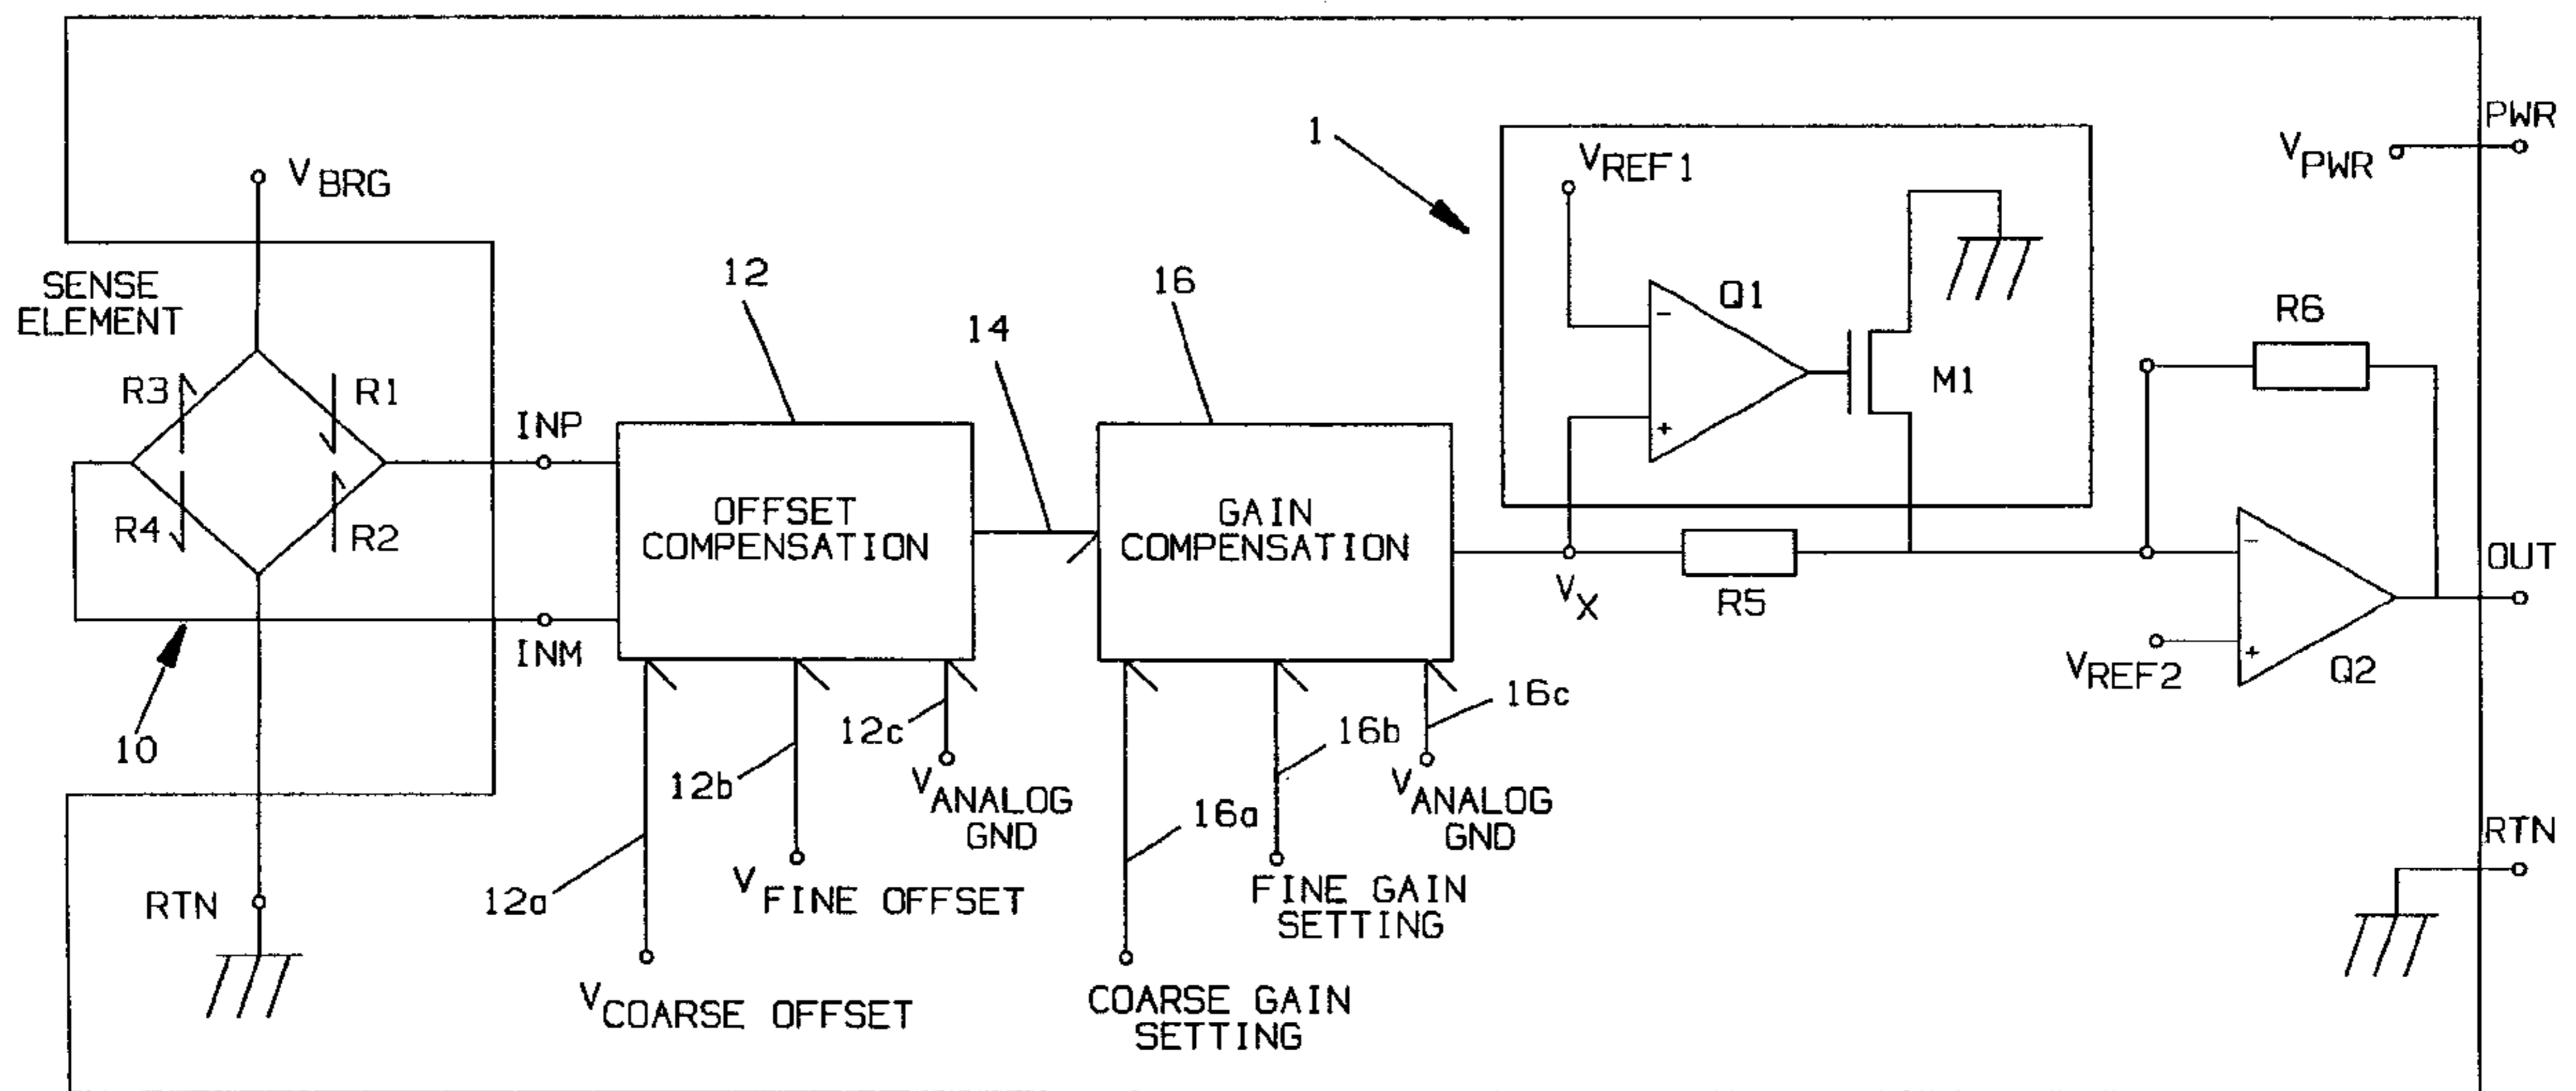 PWR
1
VREF1
VPWR
VBRG
SENSE
ELEMENT
12
16
Q1
R6
14
R3
R1
M1
INP
-
+
OFFSET
COMPENSATION
GAIN
COMPENSATION
R4
R2
-
OUT
VX
R5
INM
VREF2
+
Q2
10
12c
16c
12b
16b
VANALOG
GND
VANALOG
GND
16a
RTN
12a
VFINE OFFSET
FINE GAIN
SETTING
RTN
VCOARSE OFFSET
COARSE GAIN
SETTING